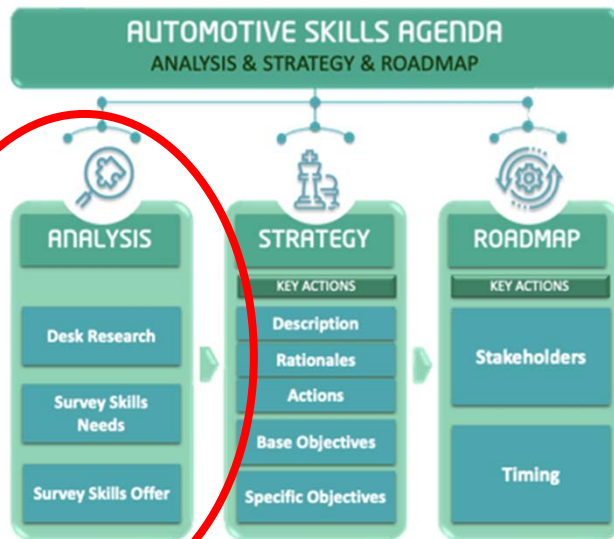 AUTOMOTIVE SKILLS AGENDA
ANALYSIS & STRATEGY & ROADMAP
ANALYSIS
Desk Research
Survey Skills
Needs
Survey Skills Offer
STRATEGY
KEY ACTIONS
Description
Rationales
Actions
Base Objectives
Specific Objectives
ROADMAP
KEY ACTIONS
Stakeholders
Timing